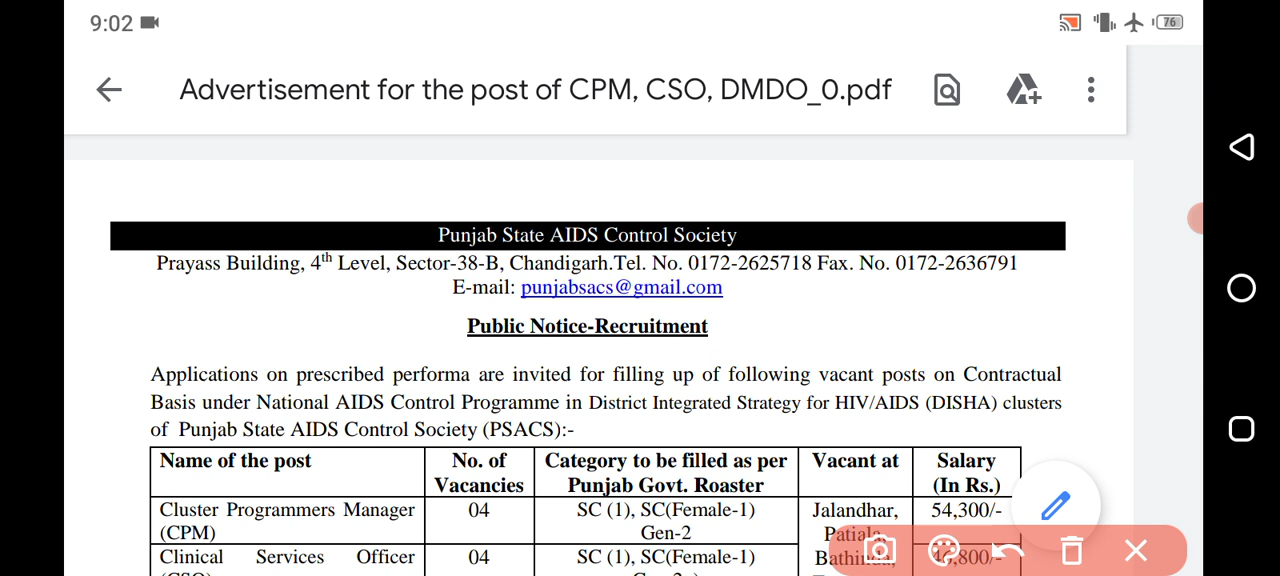 9:02
76
Advertisement for the post of CPM, CSO, DMDO_0.pdf
Punjab State AIDS Control Society
Prayass Building, 4th Level, Sector-38-B, Chandigarh.Tel. No. 0172-2625718 Fax. No. 0172-2636791
E-mail: punjabsacs@gmail.com
Public Notice-Recruitment
Applications on prescribed performa are invited for filling up of following vacant posts on Contractual
Basis under National AIDS Control Programme in District Integrated Strategy for HIV/AIDS (DISHA) clusters
of Punjab State AIDS Control Society (PSACS):-
Name of the post No. of Vacancies Category to be filled as per Punjab Govt. Roaster Vacant at Salary (In Rs.)
Cluster Programmers Manager (CPM) 04 SC (1), SC(Female-1) Gen-2 Jalandhar, Patiala, Bathinda, 54,300/-
Clinical Services Officer 04 SC (1), SC(Female-1)